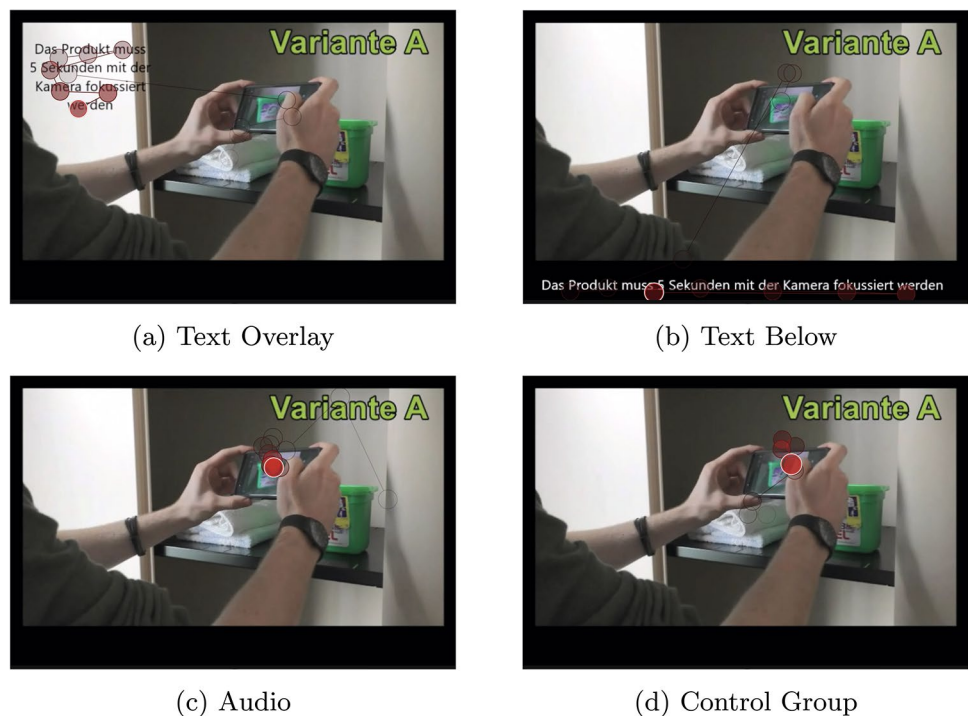 Variante A
Das Produkt muss
5 Sekunden mit der
Kamera fokussiert
werden
(a) Text Overlay
Variante A
Das Produkt muss 5 Sekunden mit der Kamera fokussiert werden
(b) Text Below
Variante A
(c) Audio
Variante A
(d) Control Group